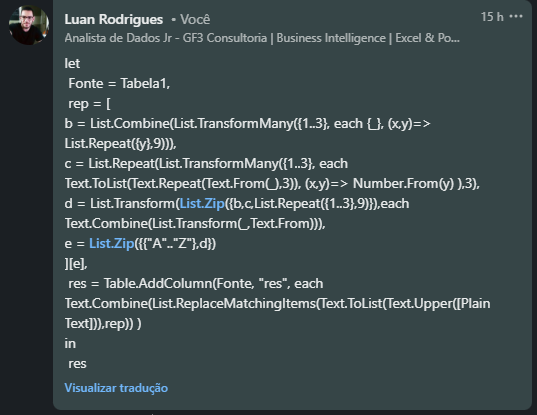 Luan Rodrigues • Você
15 h •••
Analista de Dados Jr - GF3 Consultoria | Business Intelligence | Excel & Po...
let
Fonte = Tabela1,
rep = [
b = List.Combine(List.TransformMany({1..3}, each {_}, (x,y)=>
List.Repeat({y},9))),
c = List.Repeat(List.TransformMany({1..3}, each
Text.ToList(Text.Repeat(Text.From(_),3)), (x,y)=> Number.From(y) ),3),
d = List.Transform(List.Zip({b,c,List.Repeat({1..3},9)}),each
Text.Combine(List.Transform(_,Text.From))),
e = List.Zip({{"A".."Z"},d})
][e],
res = Table.AddColumn(Fonte, "res", each
Text.Combine(List.ReplaceMatchingItems(Text.ToList(Text.Upper([Plain
Text])),rep)) )
in
res
Visualizar tradução